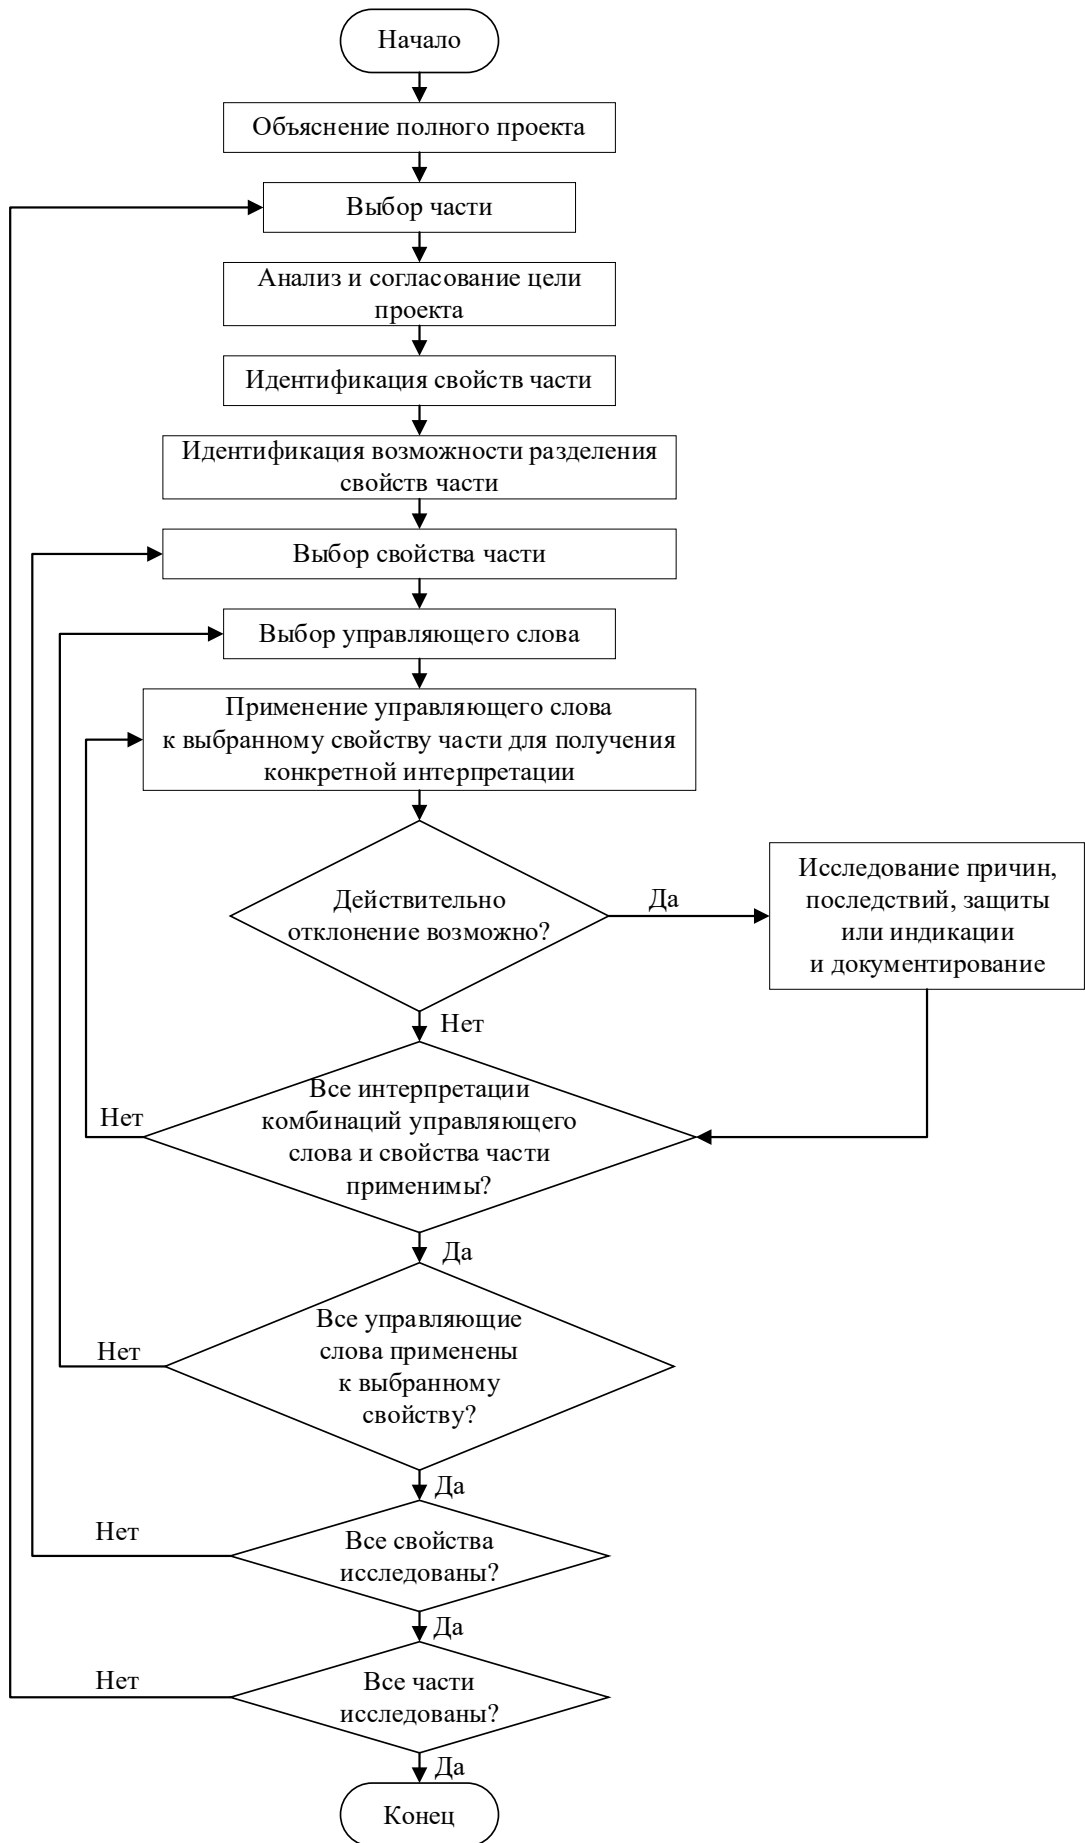 Начало
Объяснение полного проекта
Выбор части
Анализ и согласование цели
проекта
Идентификация свойств части
Идентификация возможности разделения
свойств части
Выбор свойства части
Выбор управляющего слова
Применение управляющего слова
к выбранному свойству части для получения
конкретной интерпретации
Действительно
отклонение возможно?
Да
Исследование причин,
последствий, защиты
или индикации
и документирование
Нет
Все интерпретации
комбинаций управляющего
слова и свойства части
применимы?
Нет
Да
Все управляющие
слова применены
к выбранному
свойству?
Нет
Да
Все свойства
исследованы?
Нет
Да
Все части
исследованы?
Нет
Да
Конец